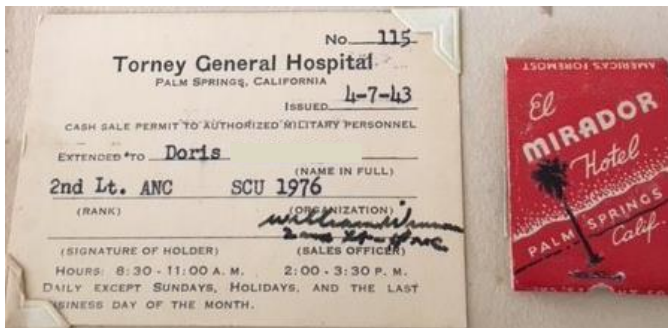 No. 115
Torney General Hospital
PALM SPRINGS, CALIFORNIA
ISSUED 4-7-43
CASH SALE PERMIT TO AUTHORIZED MILITARY PERSONNEL
EXTENDED TO Doris
(NAME IN FULL)
2nd Lt. ANC SCU 1976
(RANK) (ORGANIZATION)
2nd Lt
(SIGNATURE OF HOLDER) (SALES OFFICER)
HOURS: 8:30 - 11:00 A. M. 2:00 - 3:30 P. M.
DAILY EXCEPT SUNDAYS, HOLIDAYS, AND THE LAST
BUSINESS DAY OF THE MONTH.
AMERICA'S FOREMOST
El
MIRADOR
Hotel
PALM SPRINGS
Calif